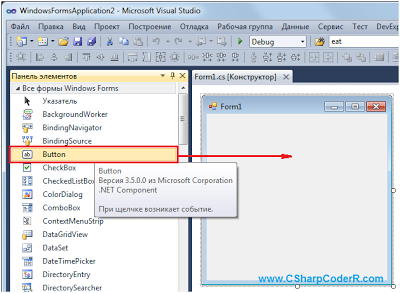 WindowsFormsApplication2 - Microsoft Visual Studio
Файл Правка Вид Проект Построение Отладка Рабочая группа Данные Сервис Тест DevExp
Debug eat
Панель элементов
Form1.cs [Конструктор]
Все формы Windows Forms
Form1
Указатель
BackgroundWorker
BindingNavigator
BindingSource
Button
CheckBox
Button
CheckedListBox
Версия 3.5.0.0 из Microsoft Corporation
ColorDialog
.NET Component
ComboBox
При щелчке возникает событие.
ContextMenuStrip
DataGridView
DataSet
DateTimePicker
DirectoryEntry
DirectorySearcher
www.CSharpCoderR.com